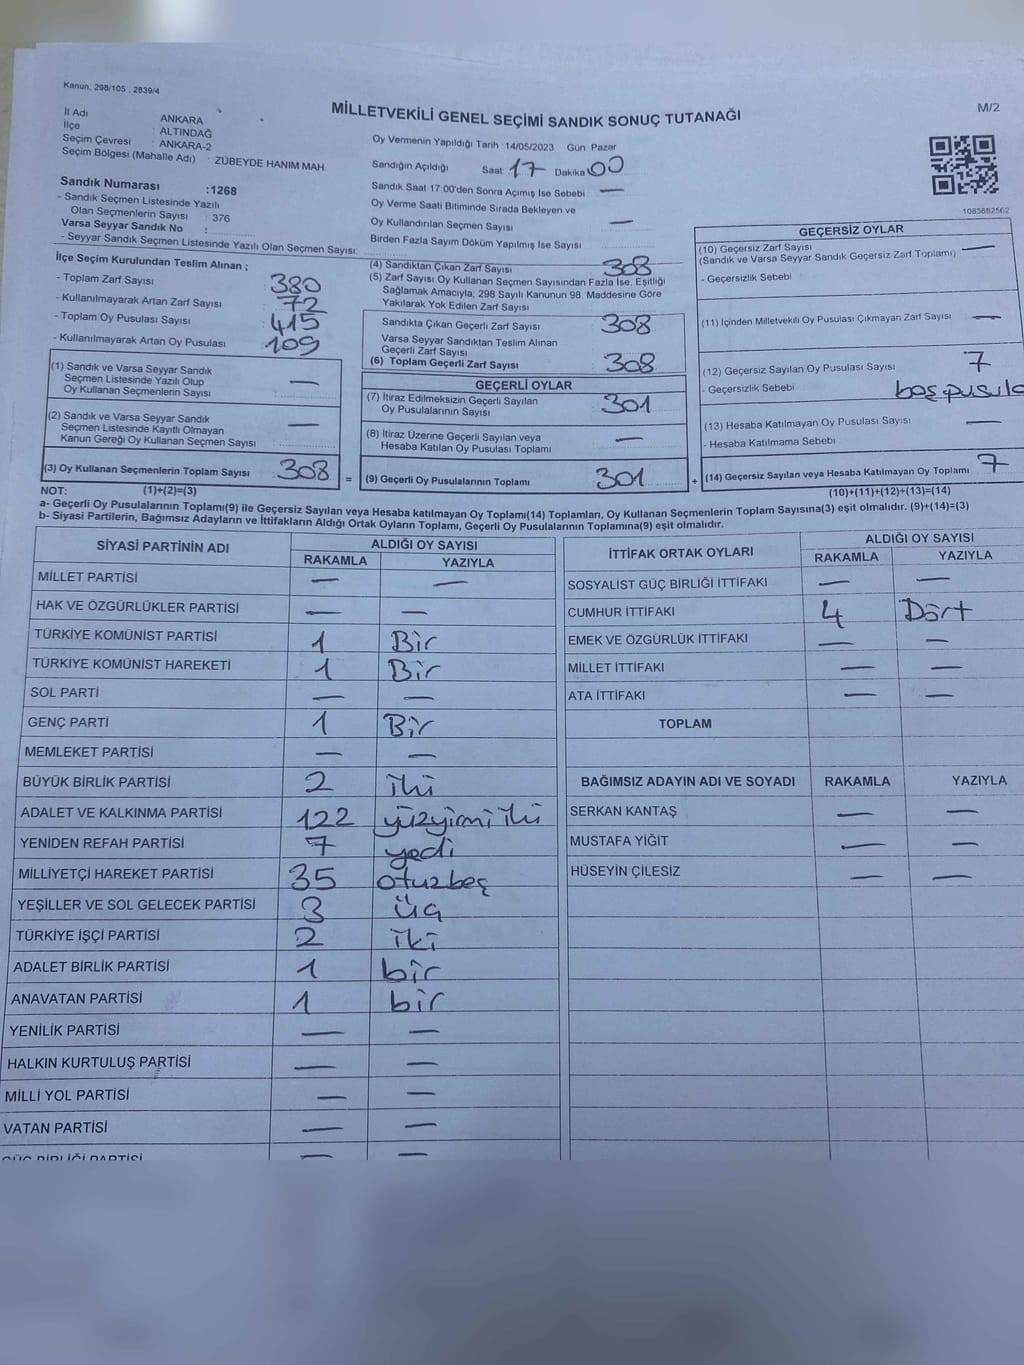 Kanun, 298/105 , 2839/4
MİLLETVEKİLİ GENEL SEÇİMİ SANDIK SONUÇ TUTANAĞI
M/2
İl Adı : ANKARA
İlçe : ALTINDAĞ
Seçim Çevresi : ANKARA-2
Seçim Bölgesi (Mahalle Adı) : ZÜBEYDE HANIM MAH.
Sandık Numarası :1268
- Sandık Seçmen Listesinde Yazılı
Olan Seçmenlerin Sayısı : 376
Varsa Seyyar Sandık No :
- Seyyar Sandık Seçmen Listesinde Yazılı Olan Seçmen Sayısı:
Oy Vermenin Yapıldığı Tarih :14/05/2023 Gün: Pazar
Sandığın Açıldığı Saat 17 Dakika 00
Sandık Saat 17:00'den Sonra Açımış İse Sebebi —
Oy Verme Saati Bitiminde Sırada Bekleyen ve
Oy Kullandırılan Seçmen Sayısı —
Birden Fazla Sayım Döküm Yapılmış İse Sayısı
1085682562
İlçe Seçim Kurulundan Teslim Alınan ;
- Toplam Zarf Sayısı : 380
- Kullanılmayarak Artan Zarf Sayısı : 72
- Toplam Oy Pusulası Sayısı : 415
- Kullanılmayarak Artan Oy Pusulası : 109
(1) Sandık ve Varsa Seyyar Sandık
Seçmen Listesinde Yazılı Olup
Oy Kullanan Seçmenlerin Sayısı : —
(2) Sandık ve Varsa Seyyar Sandık
Seçmen Listesinde Kayıtlı Olmayan
Kanun Gereği Oy Kullanan Seçmen Sayısı : —
(3) Oy Kullanan Seçmenlerin Toplam Sayısı : 308
(4) Sandıktan Çıkan Zarf Sayısı : 308
(5) Zarf Sayısı Oy Kullanan Seçmen Sayısından Fazla İse, Eşitliği
Sağlamak Amacıyla; 298 Sayılı Kanunun 98. Maddesine Göre
Yakılarak Yok Edilen Zarf Sayısı :
Sandıkta Çıkan Geçerli Zarf Sayısı : 308
Varsa Seyyar Sandıktan Teslim Alınan
Geçerli Zarf Sayısı :
(6) Toplam Geçerli Zarf Sayısı : 308
GEÇERLİ OYLAR
(7) İtiraz Edilmeksizin Geçerli Sayılan
Oy Pusulalarının Sayısı : 301
(8) İtiraz Üzerine Geçerli Sayılan veya
Hesaba Katılan Oy Pusulası Toplamı : —
= (9) Geçerli Oy Pusulalarının Toplamı : 301
GEÇERSİZ OYLAR
(10) Geçersiz Zarf Sayısı : —
(Sandık ve Varsa Seyyar Sandık Geçersiz Zarf Toplamı)
- Geçersizlik Sebebi :
(11) İçinden Milletvekili Oy Pusulası Çıkmayan Zarf Sayısı : —
(12) Geçersiz Sayılan Oy Pusulası Sayısı : 7
- Geçersizlik Sebebi : boş pusula
(13) Hesaba Katılmayan Oy Pusulası Sayısı : —
- Hesaba Katılmama Sebebi :
+ (14) Geçersiz Sayılan veya Hesaba Katılmayan Oy Toplamı : 7
NOT: (1)+(2)=(3)
(10)+(11)+(12)+(13)=(14)
a- Geçerli Oy Pusulalarının Toplamı(9) ile Geçersiz Sayılan veya Hesaba katılmayan Oy Toplamı(14) Toplamları, Oy Kullanan Seçmenlerin Toplam Sayısına(3) eşit olmalıdır. (9)+(14)=(3)
b- Siyasi Partilerin, Bağımsız Adayların ve İttifakların Aldığı Ortak Oyların Toplamı, Geçerli Oy Pusulalarının Toplamına(9) eşit olmalıdır.
SİYASİ PARTİNİN ADI ALDIĞI OY SAYISI
RAKAMLA YAZIYLA
MİLLET PARTİSİ — —
HAK VE ÖZGÜRLÜKLER PARTİSİ — —
TÜRKİYE KOMÜNİST PARTİSİ 1 Bir
TÜRKİYE KOMÜNİST HAREKETİ 1 Bir
SOL PARTİ — —
GENÇ PARTİ 1 Bir
MEMLEKET PARTİSİ — —
BÜYÜK BİRLİK PARTİSİ 2 iki
ADALET VE KALKINMA PARTİSİ 122 yüzyirmi iki
YENİDEN REFAH PARTİSİ 7 yedi
MİLLİYETÇİ HAREKET PARTİSİ 35 otuzbeş
YEŞİLLER VE SOL GELECEK PARTİSİ 3 üç
TÜRKİYE İŞÇİ PARTİSİ 2 iki
ADALET BİRLİK PARTİSİ 1 bir
ANAVATAN PARTİSİ 1 bir
YENİLİK PARTİSİ — —
HALKIN KURTULUŞ PARTİSİ — —
MİLLİ YOL PARTİSİ — —
VATAN PARTİSİ — —
GÜÇ BİRLİĞİ PARTİSİ — —
İTTİFAK ORTAK OYLARI ALDIĞI OY SAYISI
RAKAMLA YAZIYLA
SOSYALİST GÜÇ BİRLİĞİ İTTİFAKI — —
CUMHUR İTTİFAKI 4 Dört
EMEK VE ÖZGÜRLÜK İTTİFAKI — —
MİLLET İTTİFAKI — —
ATA İTTİFAKI — —
TOPLAM
BAĞIMSIZ ADAYIN ADI VE SOYADI RAKAMLA YAZIYLA
SERKAN KANTAŞ — —
MUSTAFA YİĞİT — —
HÜSEYİN ÇİLESİZ — —